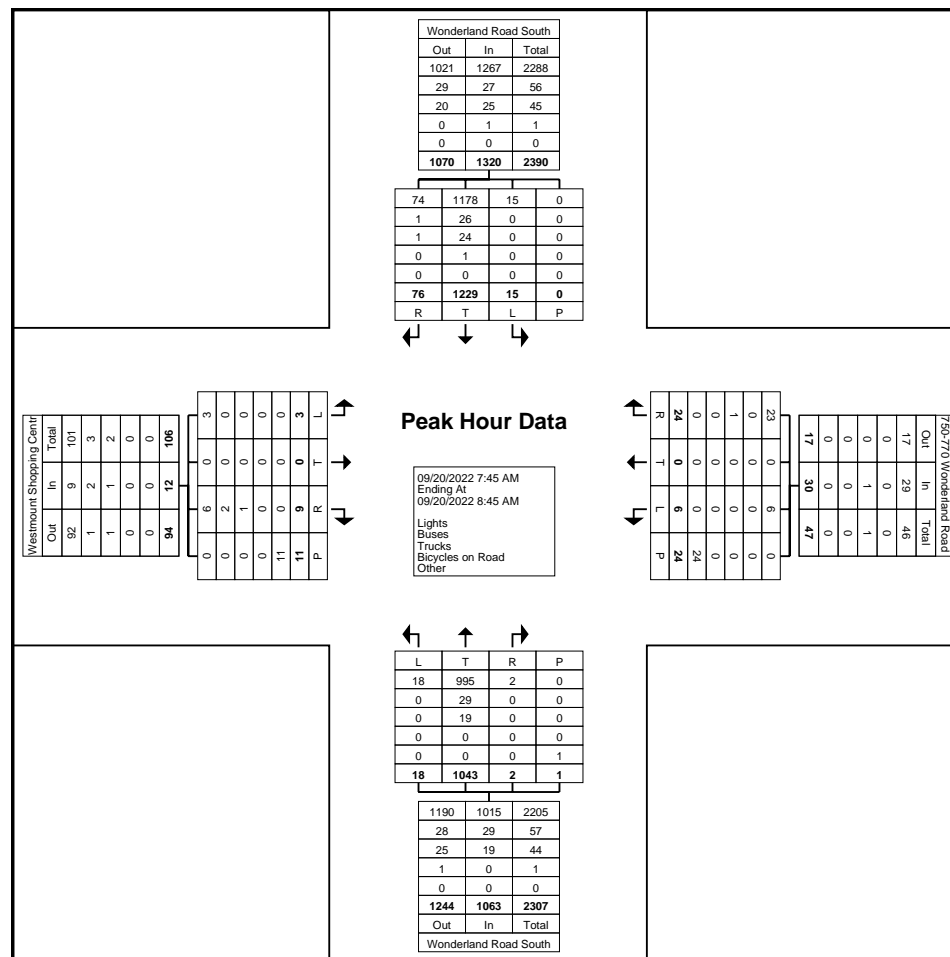 Wonderland Road South
Out In Total
1021 1267 2288
29 27 56
20 25 45
0 1 1
0 0 0
1070 1320 2390
74 1178 15 0
1 26 0 0
1 24 0 0
0 1 0 0
0 0 0 0
76 1229 15 0
R T L P
Westmount Shopping Centr
Out In Total
92 9 101
1 2 3
1 1 2
0 0 0
0 0 0
94 12 106
0 6 0 3
0 2 0 0
0 1 0 0
0 0 0 0
11 0 0 0
11 9 0 3
P R T L
Peak Hour Data
09/20/2022 7:45 AM
Ending At
09/20/2022 8:45 AM
Lights
Buses
Trucks
Bicycles on Road
Other
750-770 Wonderland Road
Out In Total
17 29 46
0 0 0
0 1 1
0 0 0
0 0 0
17 30 47
23 0 6 0
0 0 0 0
1 0 0 0
0 0 0 0
0 0 0 24
24 0 6 24
R T L P
L T R P
18 995 2 0
0 29 0 0
0 19 0 0
0 0 0 0
0 0 0 1
18 1043 2 1
1190 1015 2205
28 29 57
25 19 44
1 0 1
0 0 0
1244 1063 2307
Out In Total
Wonderland Road South